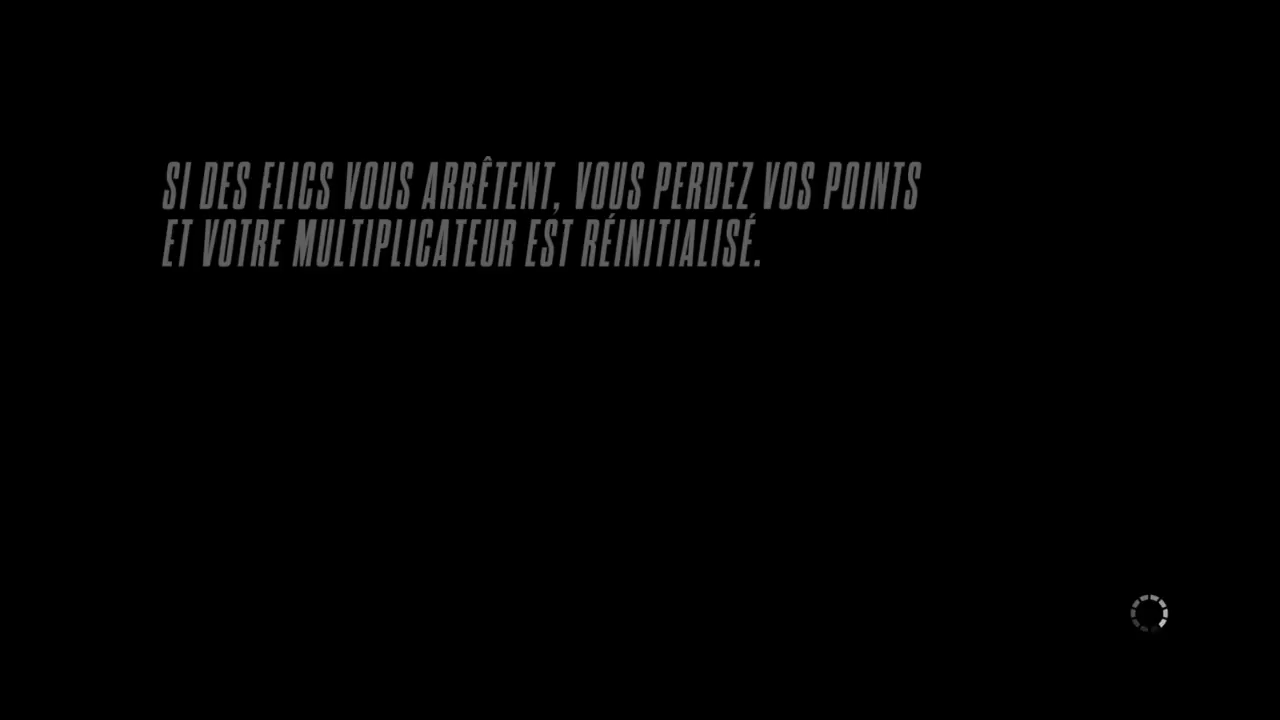 SI DES FLICS VOUS ARRÊTENT, VOUS PERDEZ VOS POINTS
ET VOTRE MULTIPLICATEUR EST RÉINITIALISÉ.